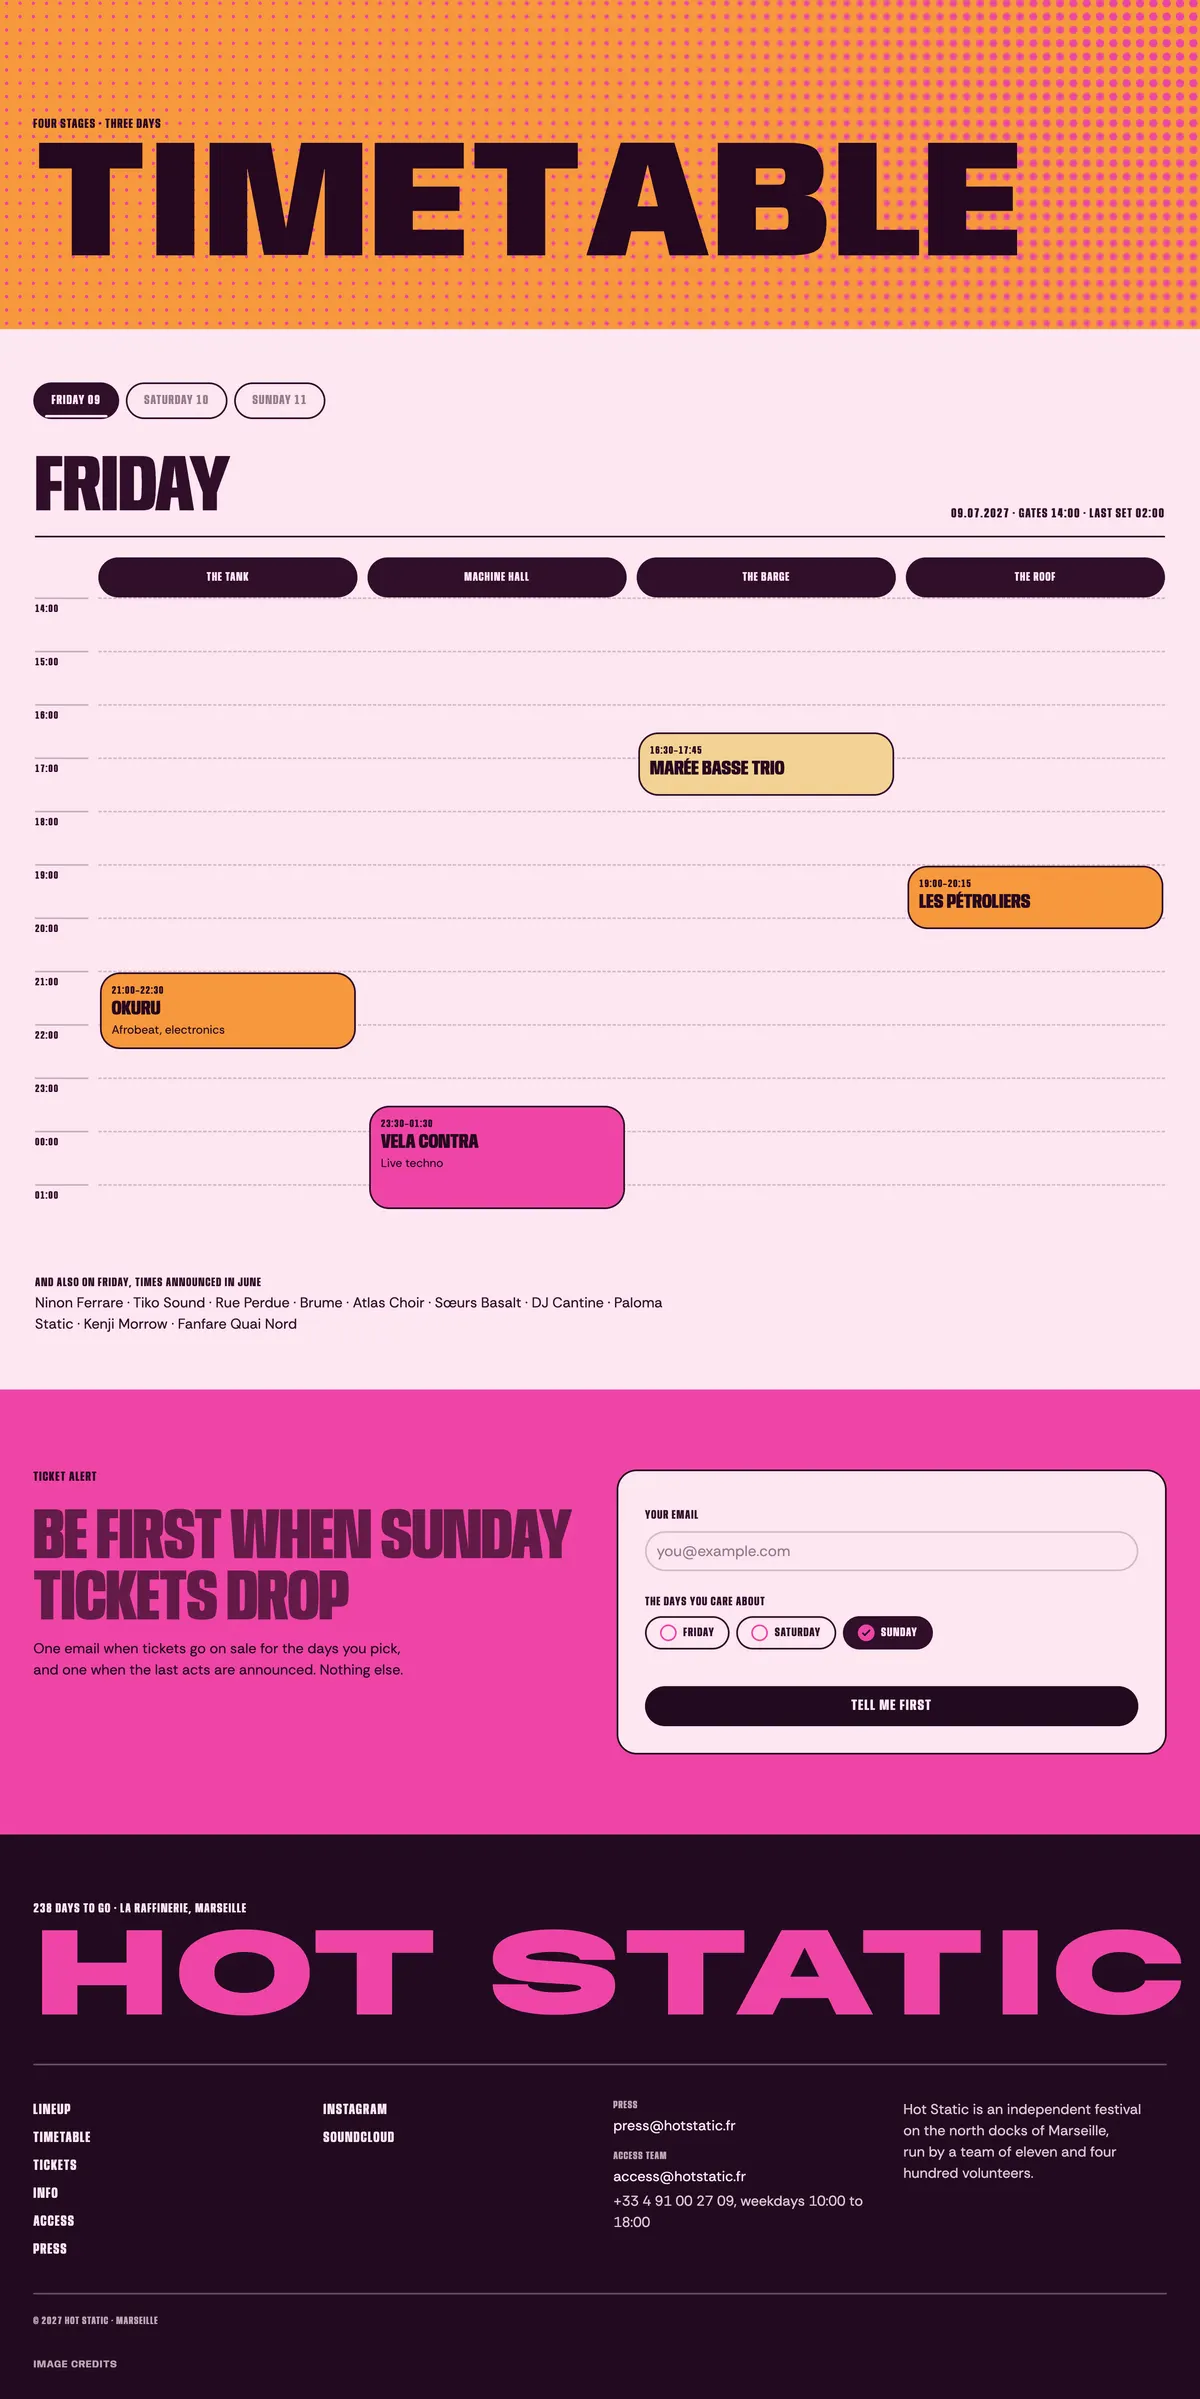 FOUR STAGES · THREE DAYS
TIMETABLE
FRIDAY 09
SATURDAY 10
SUNDAY 11
FRIDAY
09.07.2027 · GATES 14:00 · LAST SET 02:00
THE TANK
MACHINE HALL
THE BARGE
THE ROOF
14:00
15:00
16:00
16:30–17:45
MARÉE BASSE TRIO
17:00
18:00
19:00
19:00–20:15
LES PÉTROLIERS
20:00
21:00
21:00–22:30
OKURU
Afrobeat, electronics
22:00
23:00
23:30–01:30
VELA CONTRA
Live techno
00:00
01:00
AND ALSO ON FRIDAY, TIMES ANNOUNCED IN JUNE
Ninon Ferrare · Tiko Sound · Rue Perdue · Brume · Atlas Choir · Sœurs Basalt · DJ Cantine · Paloma
Static · Kenji Morrow · Fanfare Quai Nord
TICKET ALERT
BE FIRST WHEN SUNDAY
TICKETS DROP
One email when tickets go on sale for the days you pick,
and one when the last acts are announced. Nothing else.
YOUR EMAIL
you@example.com
THE DAYS YOU CARE ABOUT
FRIDAY
SATURDAY
SUNDAY
TELL ME FIRST
238 DAYS TO GO · LA RAFFINERIE, MARSEILLE
HOT STATIC
LINEUP
TIMETABLE
TICKETS
INFO
ACCESS
PRESS
INSTAGRAM
SOUNDCLOUD
PRESS
press@hotstatic.fr
ACCESS TEAM
access@hotstatic.fr
+33 4 91 00 27 09, weekdays 10:00 to
18:00
Hot Static is an independent festival
on the north docks of Marseille,
run by a team of eleven and four
hundred volunteers.
© 2027 HOT STATIC · MARSEILLE
IMAGE CREDITS